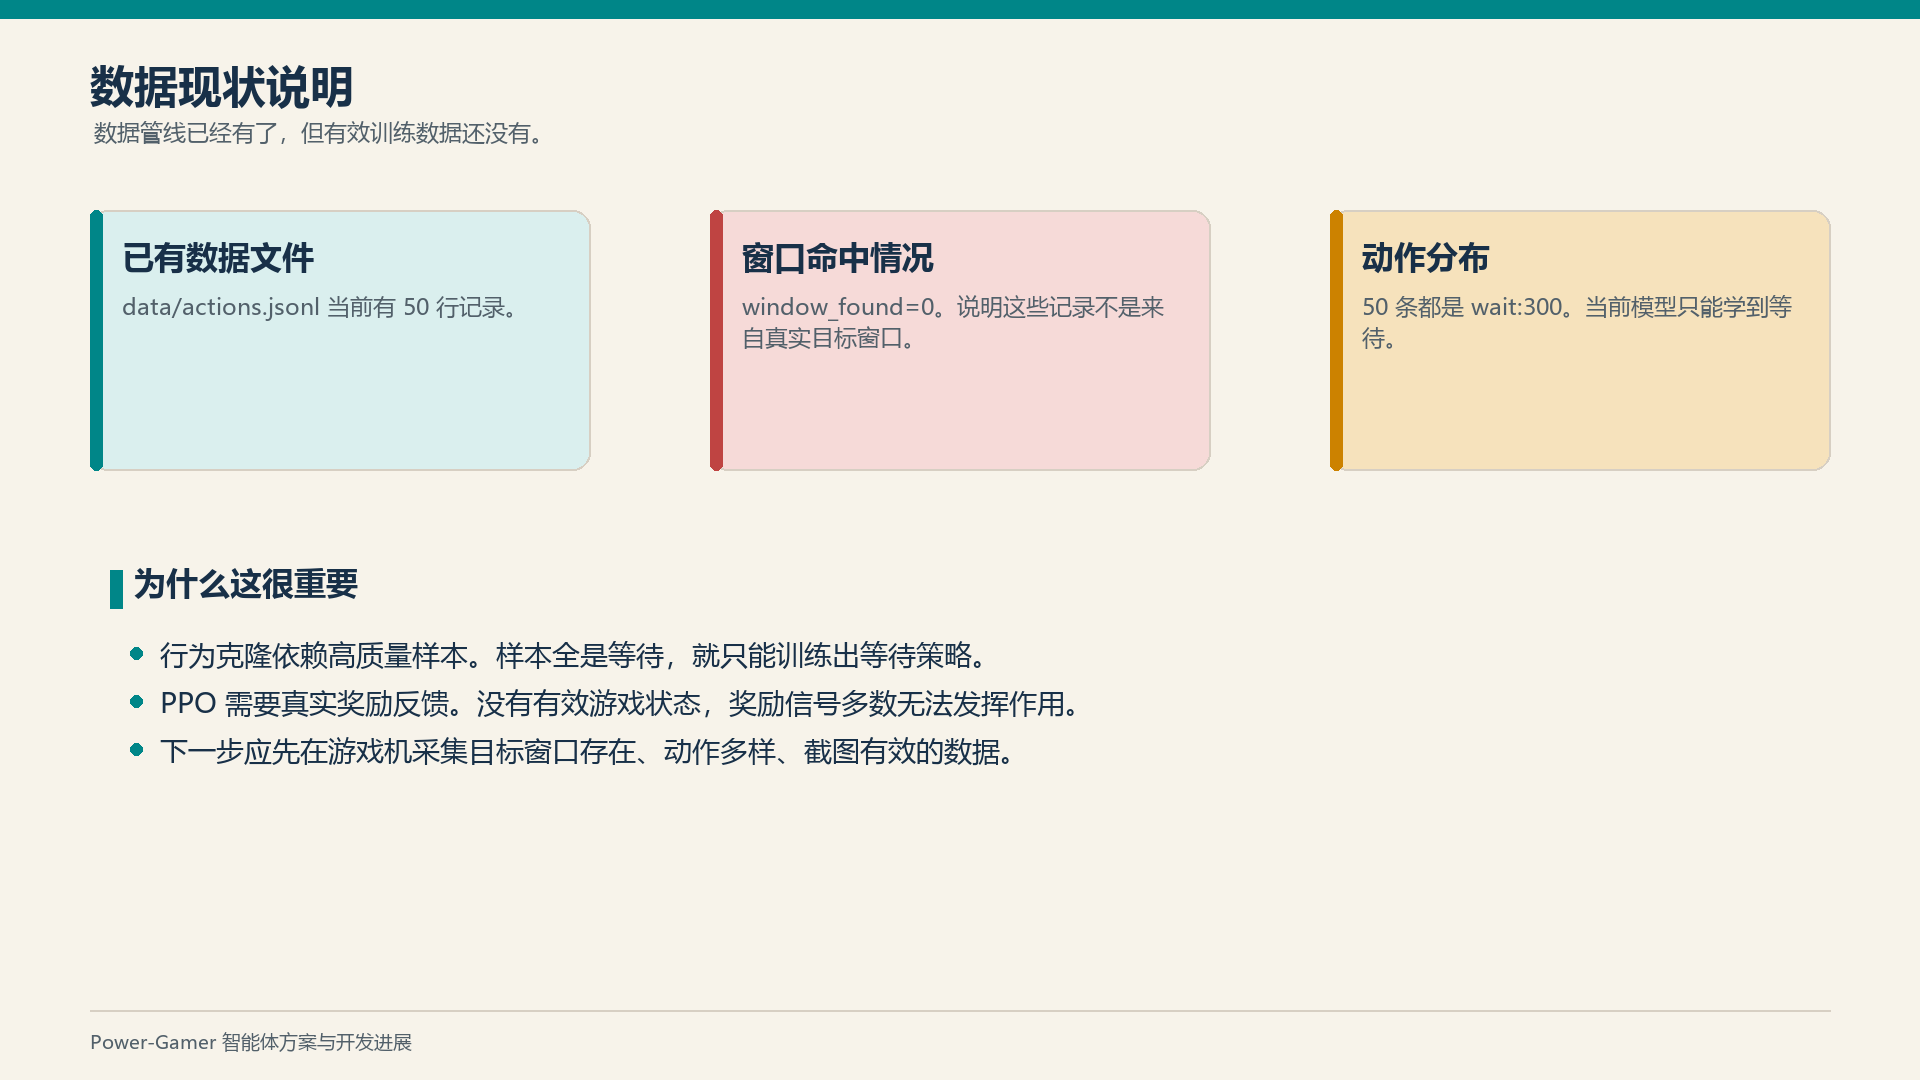 数据现状说明
数据管线已经有了，但有效训练数据还没有。
已有数据文件
data/actions.jsonl 当前有 50 行记录。
窗口命中情况
window_found=0。说明这些记录不是来
自真实目标窗口。
动作分布
50 条都是 wait:300。当前模型只能学到等
待。
为什么这很重要
行为克隆依赖高质量样本。样本全是等待，就只能训练出等待策略。
PPO 需要真实奖励反馈。没有有效游戏状态，奖励信号多数无法发挥作用。
下一步应先在游戏机采集目标窗口存在、动作多样、截图有效的数据。
Power-Gamer 智能体方案与开发进展